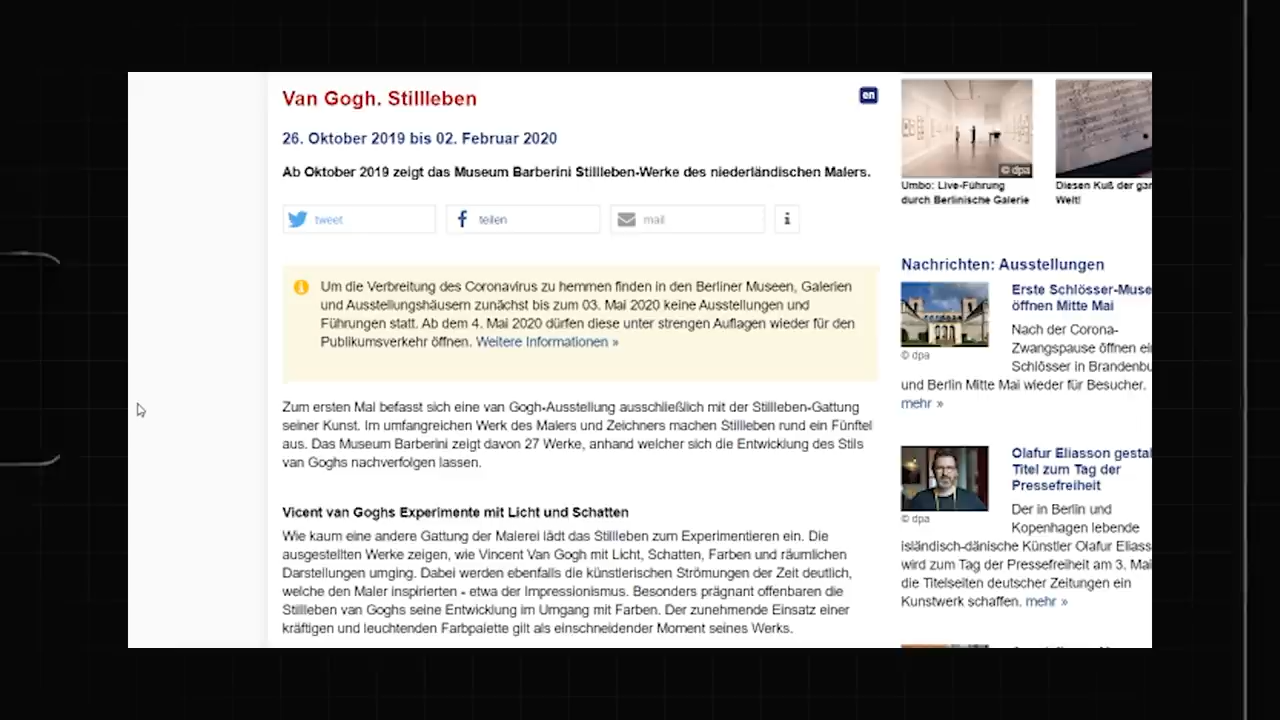 Van Gogh. Stillleben
en
26. Oktober 2019 bis 02. Februar 2020
Ab Oktober 2019 zeigt das Museum Barberini Stillleben-Werke des niederländischen Malers.
tweet
teilen
mail
i
Um die Verbreitung des Coronavirus zu hemmen finden in den Berliner Museen, Galerien
und Ausstellungshäusern zunächst bis zum 03. Mai 2020 keine Ausstellungen und
Führungen statt. Ab dem 4. Mai 2020 dürfen diese unter strengen Auflagen wieder für den
Publikumsverkehr öffnen. Weitere Informationen »
Zum ersten Mal befasst sich eine van Gogh-Ausstellung ausschließlich mit der Stillleben-Gattung
seiner Kunst. Im umfangreichen Werk des Malers und Zeichners machen Stillleben rund ein Fünftel
aus. Das Museum Barberini zeigt davon 27 Werke, anhand welcher sich die Entwicklung des Stils
van Goghs nachverfolgen lassen.
Vicent van Goghs Experimente mit Licht und Schatten
Wie kaum eine andere Gattung der Malerei lädt das Stillleben zum Experimentieren ein. Die
ausgestellten Werke zeigen, wie Vincent Van Gogh mit Licht, Schatten, Farben und räumlichen
Darstellungen umging. Dabei werden ebenfalls die künstlerischen Strömungen der Zeit deutlich,
welche den Maler inspirierten - etwa der Impressionismus. Besonders prägnant offenbaren die
Stillleben van Goghs seine Entwicklung im Umgang mit Farben. Der zunehmende Einsatz einer
kräftigen und leuchtenden Farbpalette gilt als einschneidender Moment seines Werks.
© dpa
Umbo: Live-Führung
durch Berlinische Galerie
Diesen Kuß der gan
Welt!
Nachrichten: Ausstellungen
Erste Schlösser-Muse
öffnen Mitte Mai
Nach der Corona-
Zwangspause öffnen ei
Schlösser in Brandenbu
© dpa
und Berlin Mitte Mai wieder für Besucher.
mehr »
Olafur Eliasson gestal
Titel zum Tag der
Pressefreiheit
Der in Berlin und
Kopenhagen lebende
© dpa
isländisch-dänische Künstler Olafur Eliass
wird zum Tag der Pressefreiheit am 3. Mai
die Titelseiten deutscher Zeitungen ein
Kunstwerk schaffen. mehr »